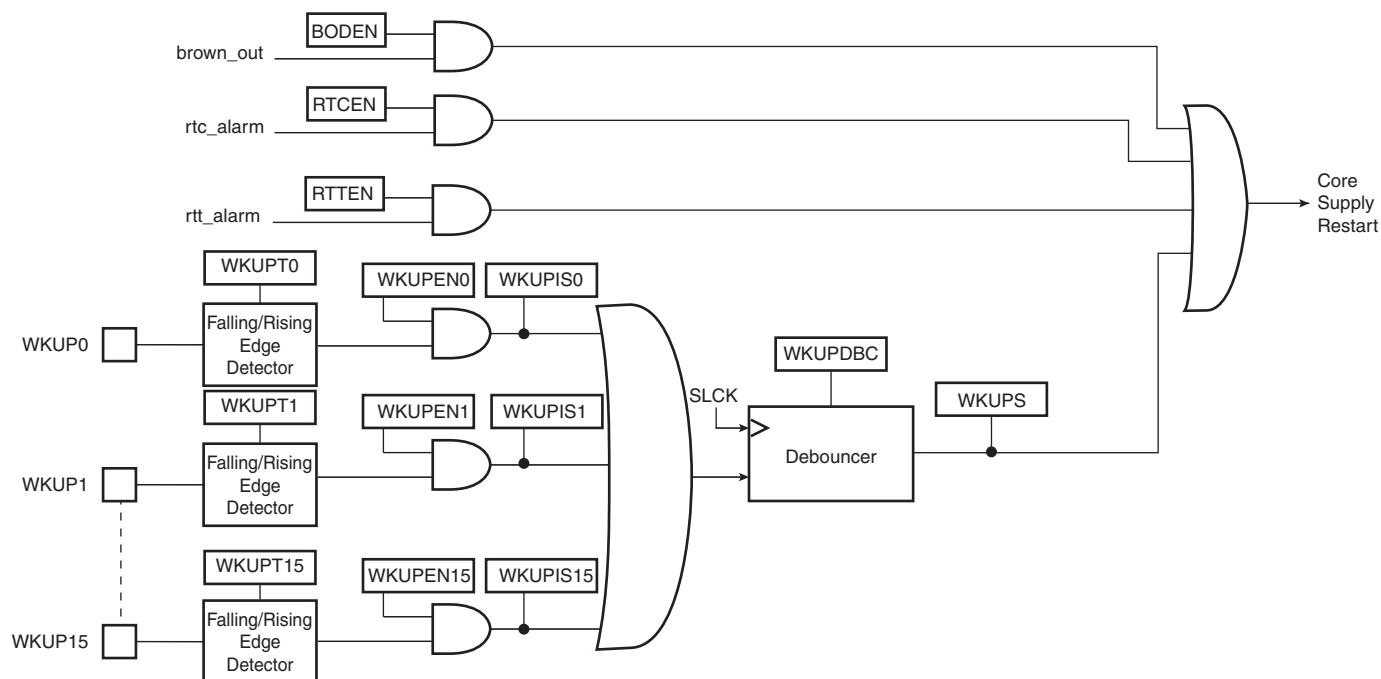 BODEN
brown_out
RTCEN
rtc_alarm
RTTEN
rtt_alarm
Core
Supply
Restart
WKUPT0
WKUPEN0
WKUPIS0
WKUP0
Falling/Rising
Edge
Detector
WKUPT1
WKUPEN1
WKUPIS1
WKUP1
Falling/Rising
Edge
Detector
WKUPDBC
SLCK
Debouncer
WKUPS
WKUPT15
WKUPEN15
WKUPIS15
WKUP15
Falling/Rising
Edge
Detector